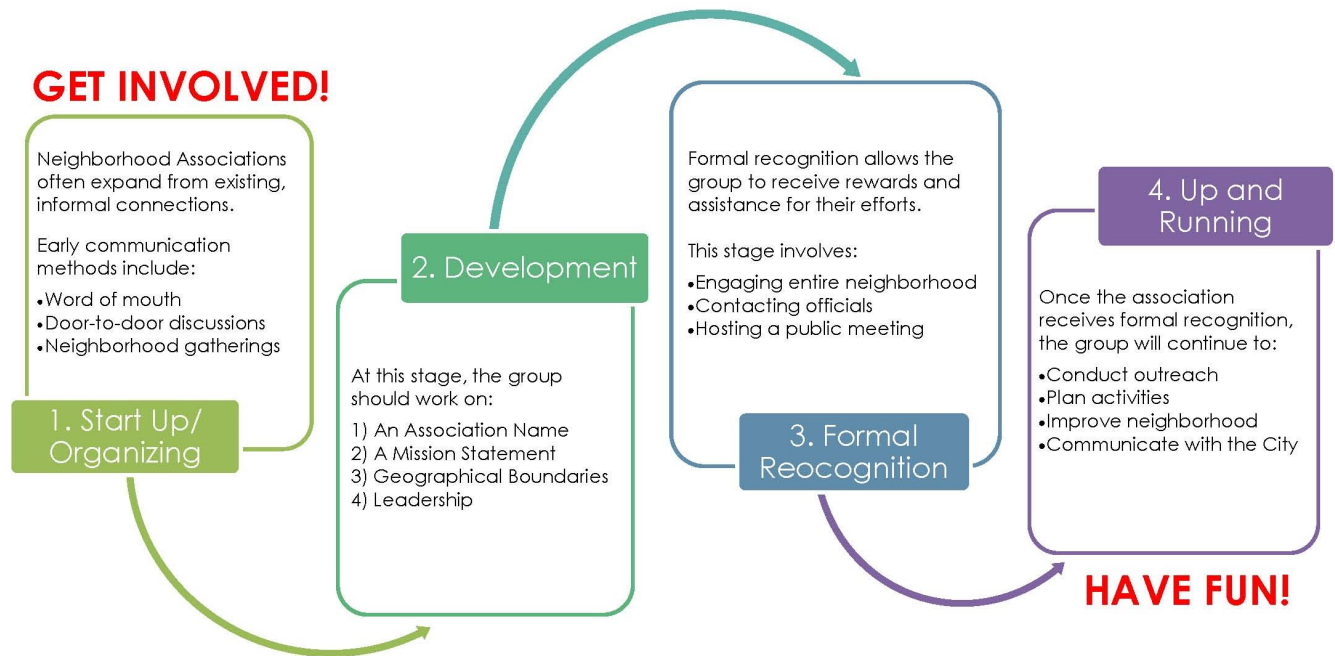 GET INVOLVED!
Neighborhood Associations
often expand from existing,
informal connections.
Early communication
methods include:
•Word of mouth
•Door-to-door discussions
•Neighborhood gatherings
1. Start Up/
Organizing
2. Development
At this stage, the group
should work on:
1) An Association Name
2) A Mission Statement
3) Geographical Boundaries
4) Leadership
Formal recognition allows the
group to receive rewards and
assistance for their efforts.
This stage involves:
•Engaging entire neighborhood
•Contacting officials
•Hosting a public meeting
3. Formal
Reocognition
4. Up and
Running
Once the association
receives formal recognition,
the group will continue to:
•Conduct outreach
•Plan activities
•Improve neighborhood
•Communicate with the City
HAVE FUN!